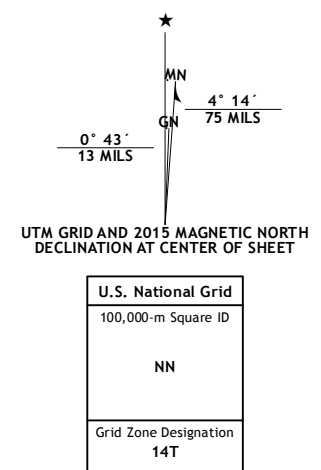 ★
MN
4° 14´
75 MILS
GN
0° 43´
13 MILS
UTM GRID AND 2015 MAGNETIC NORTH
DECLINATION AT CENTER OF SHEET
U.S. National Grid
100,000-m Square ID
NN
Grid Zone Designation
14T